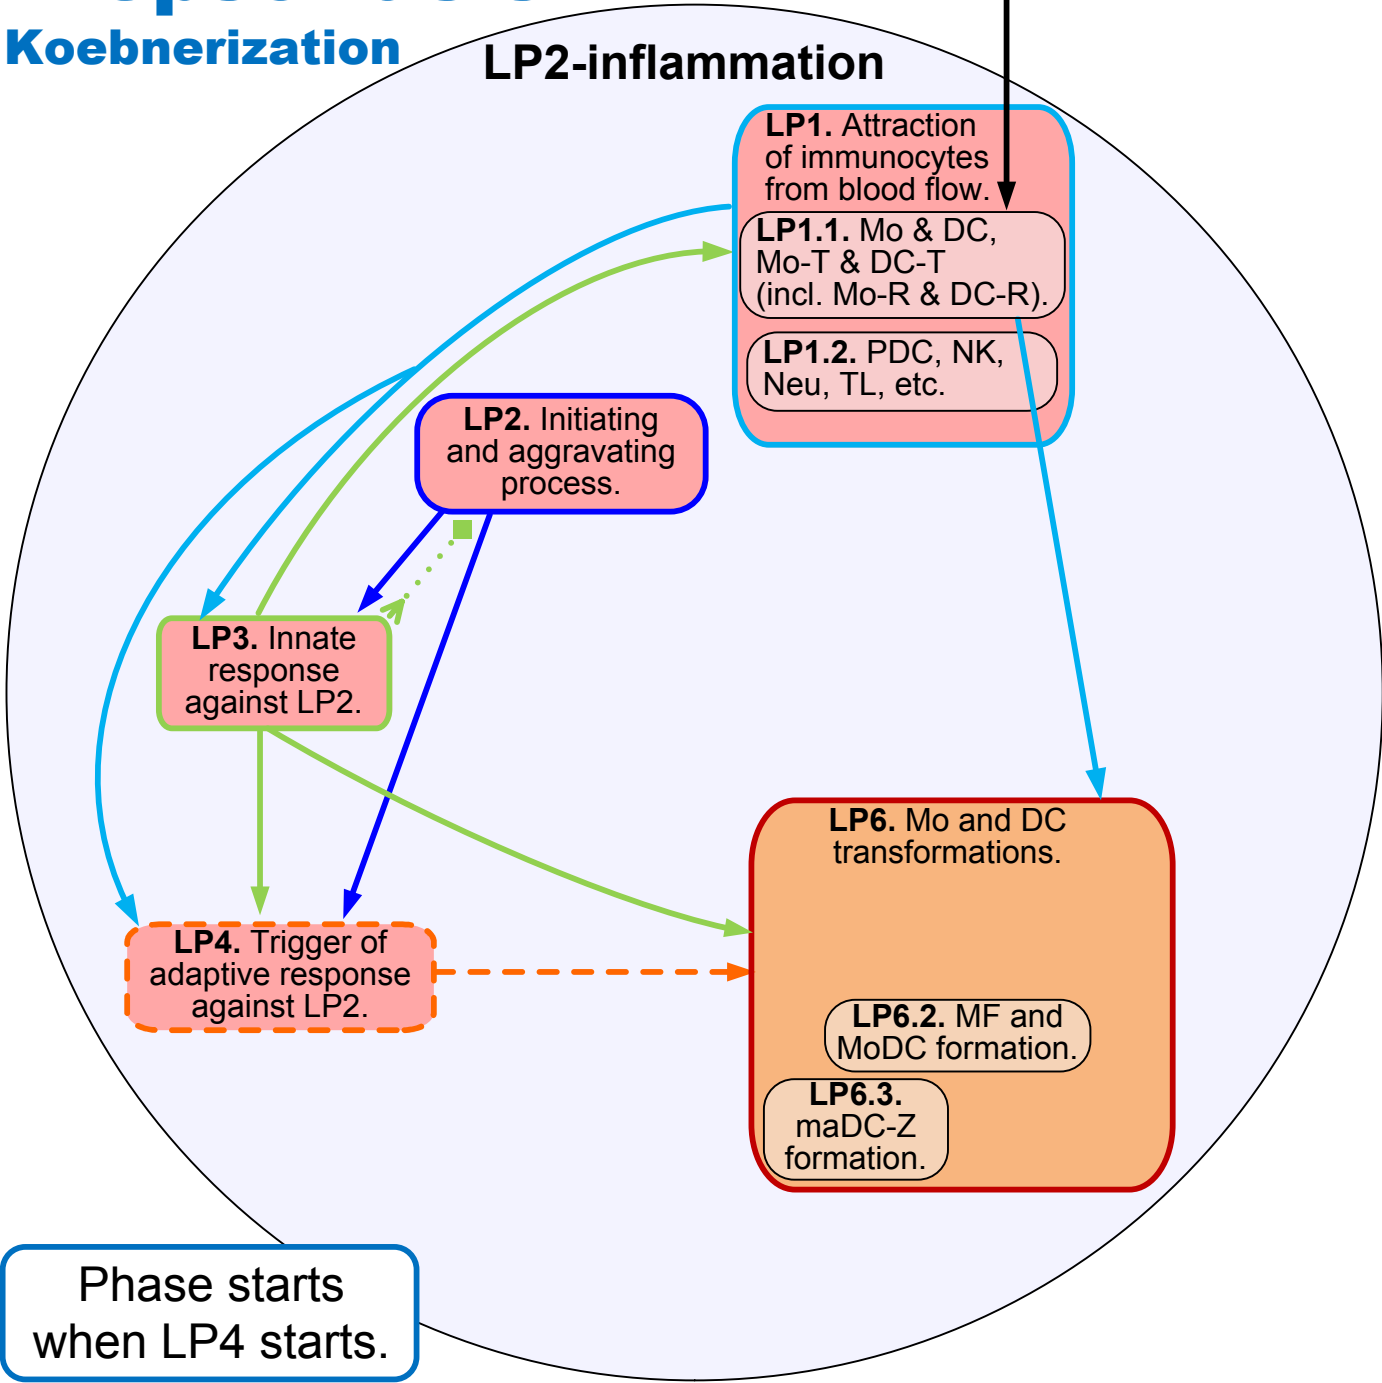 Koebnerization
LP2-inflammation
LP1. Attraction
of immunocytes
from blood flow.
LP1.1. Mo & DC,
Mo-T & DC-T
(incl. Mo-R & DC-R).
LP1.2. PDC, NK,
Neu, TL, etc.
LP2. Initiating
and aggravating
process.
LP3. Innate
response
against LP2.
LP4. Trigger of
adaptive response
against LP2.
LP6. Mo and DC
transformations.
LP6.2. MF and
MoDC formation.
LP6.3.
maDC-Z
formation.
Phase starts
when LP4 starts.